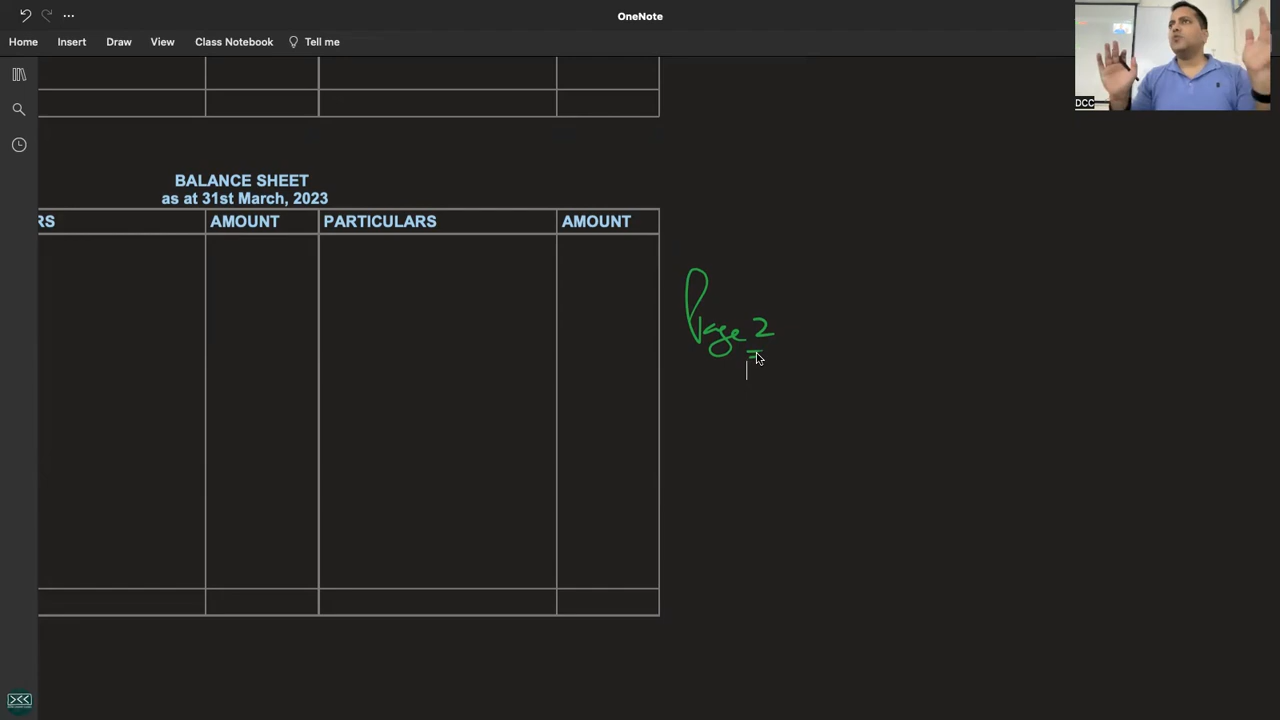 OneNote
Home Insert Draw View Class Notebook Tell me
BALANCE SHEET
as at 31st March, 2023
RS AMOUNT PARTICULARS AMOUNT
Page 2
DCC